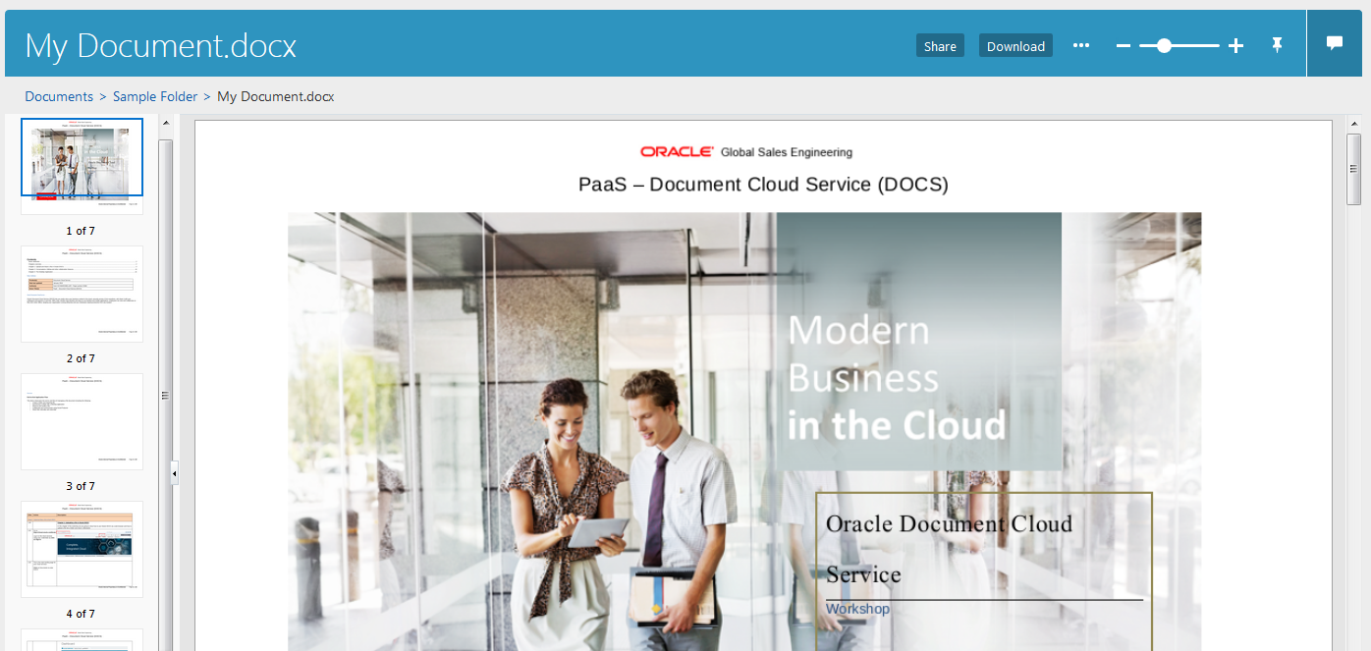 My Document.docx
Share Download
Documents > Sample Folder > My Document.docx
1 of 7
2 of 7
3 of 7
4 of 7
ORACLE Global Sales Engineering
PaaS – Document Cloud Service (DOCS)
Modern
Business
in the Cloud
Oracle Document Cloud
Service
Workshop